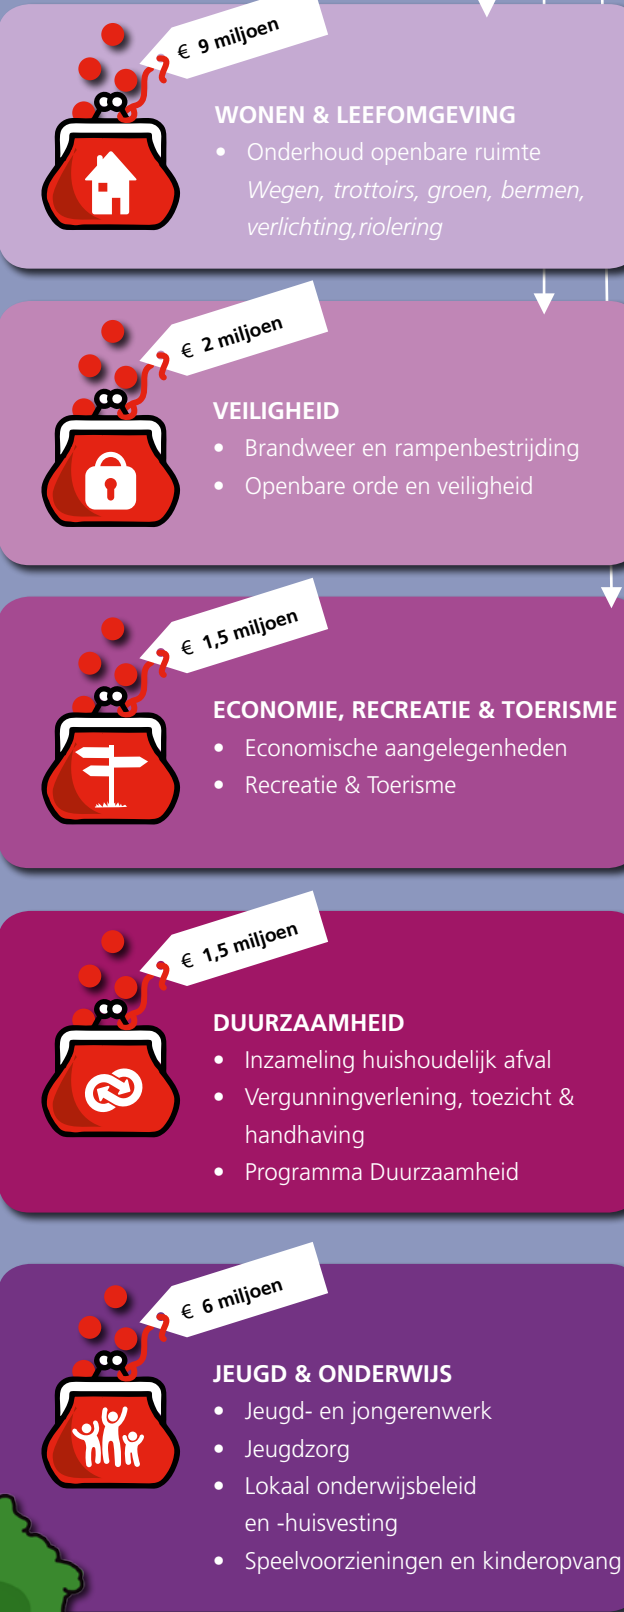 € 9 miljoen
WONEN & LEEFOMGEVING
• Onderhoud openbare ruimte
Wegen, trottoirs, groen, bermen,
verlichting,riolering
€ 2 miljoen
VEILIGHEID
• Brandweer en rampenbestrijding
• Openbare orde en veiligheid
€ 1,5 miljoen
ECONOMIE, RECREATIE & TOERISME
• Economische aangelegenheden
• Recreatie & Toerisme
€ 1,5 miljoen
DUURZAAMHEID
• Inzameling huishoudelijk afval
• Vergunningverlening, toezicht &
handhaving
• Programma Duurzaamheid
€ 6 miljoen
JEUGD & ONDERWIJS
• Jeugd- en jongerenwerk
• Jeugdzorg
• Lokaal onderwijsbeleid
en -huisvesting
• Speelvoorzieningen en kinderopvang